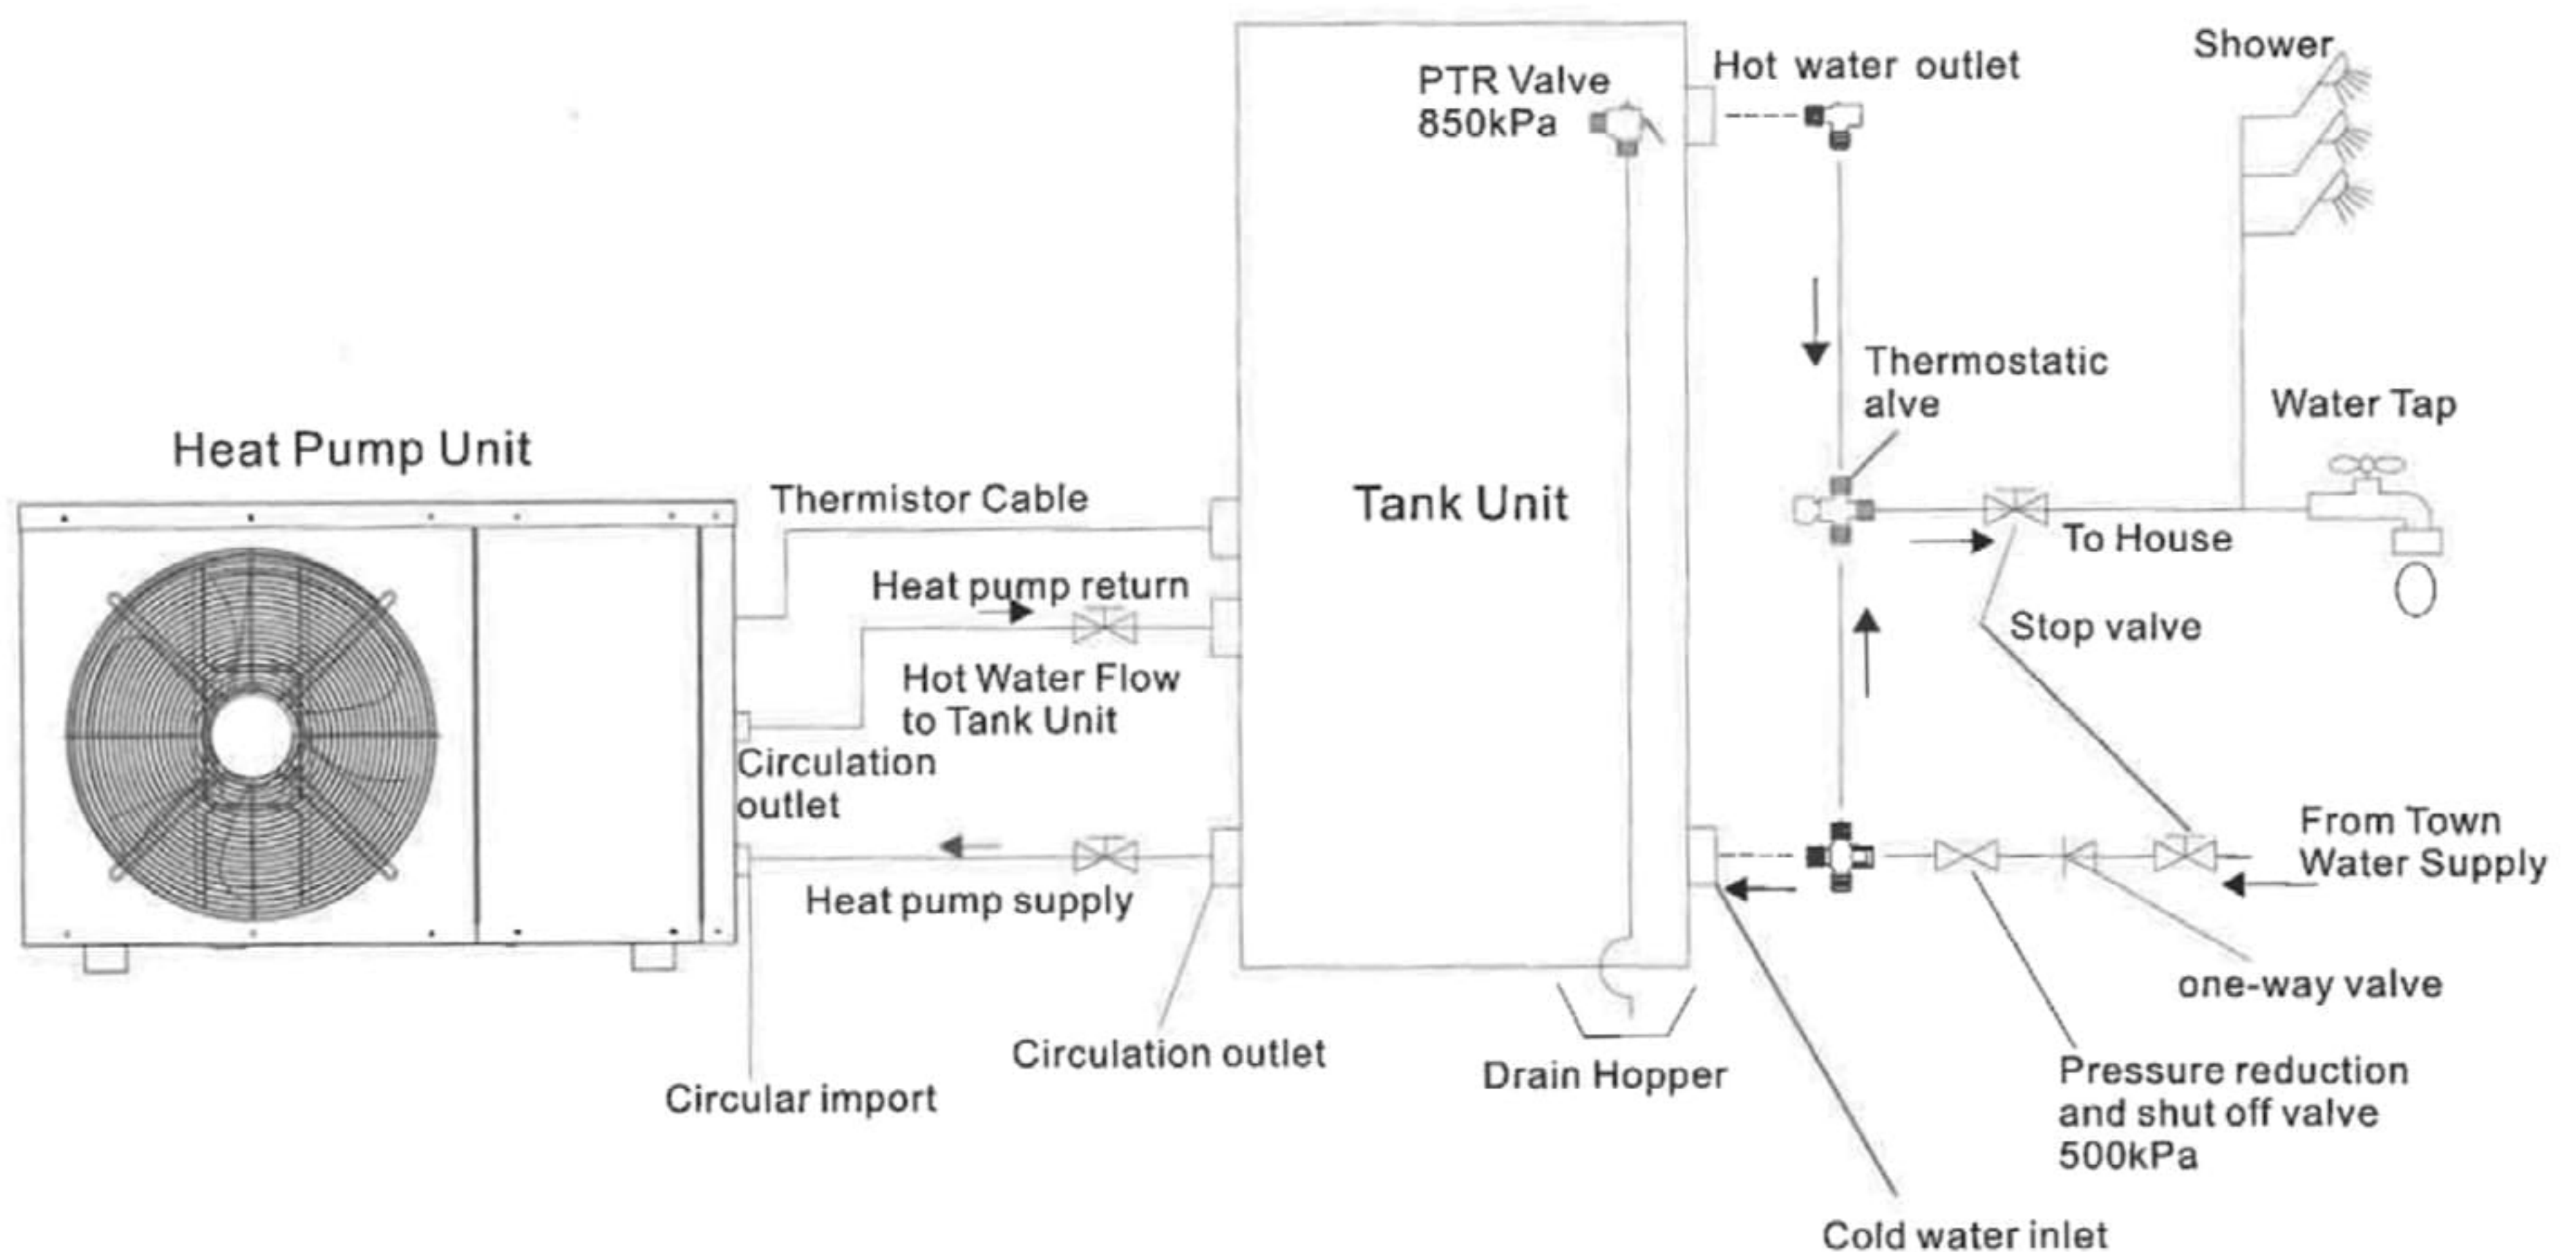 Heat Pump Unit
Thermistor Cable
Heat pump return
Hot Water Flow
to Tank Unit
Circulation
outlet
Heat pump supply
Circular import
Circulation outlet
PTR Valve
850kPa
Tank Unit
Drain Hopper
Hot water outlet
Shower
Thermostatic
alve
Water Tap
To House
Stop valve
From Town
Water Supply
one-way valve
Pressure reduction
and shut off valve
500kPa
Cold water inlet